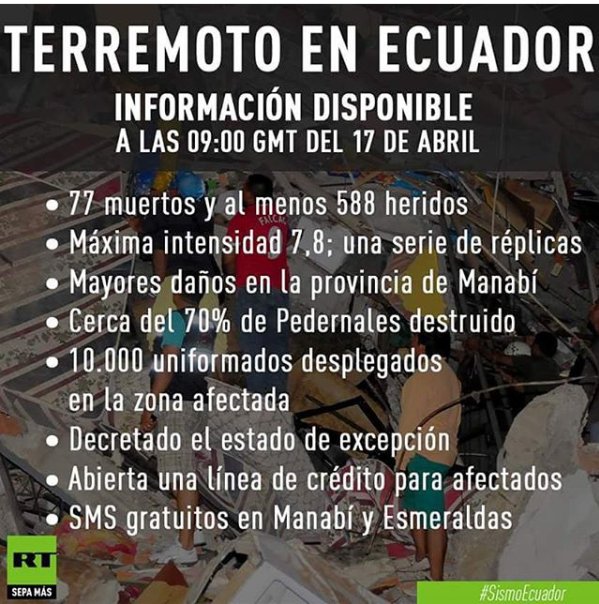 TERREMOTO EN ECUADOR
INFORMACIÓN DISPONIBLE
A LAS 09:00 GMT DEL 17 DE ABRIL
• 77 muertos y al menos 588 heridos
• Máxima intensidad 7,8; una serie de réplicas
• Mayores daños en la provincia de Manabí
• Cerca del 70% de Pedernales destruido
• 10.000 uniformados desplegados
en la zona afectada
• Decretado el estado de excepción
• Abierta una línea de crédito para afectados
• SMS gratuitos en Manabí y Esmeraldas
RT
SEPA MÁS
#SismoEcuador